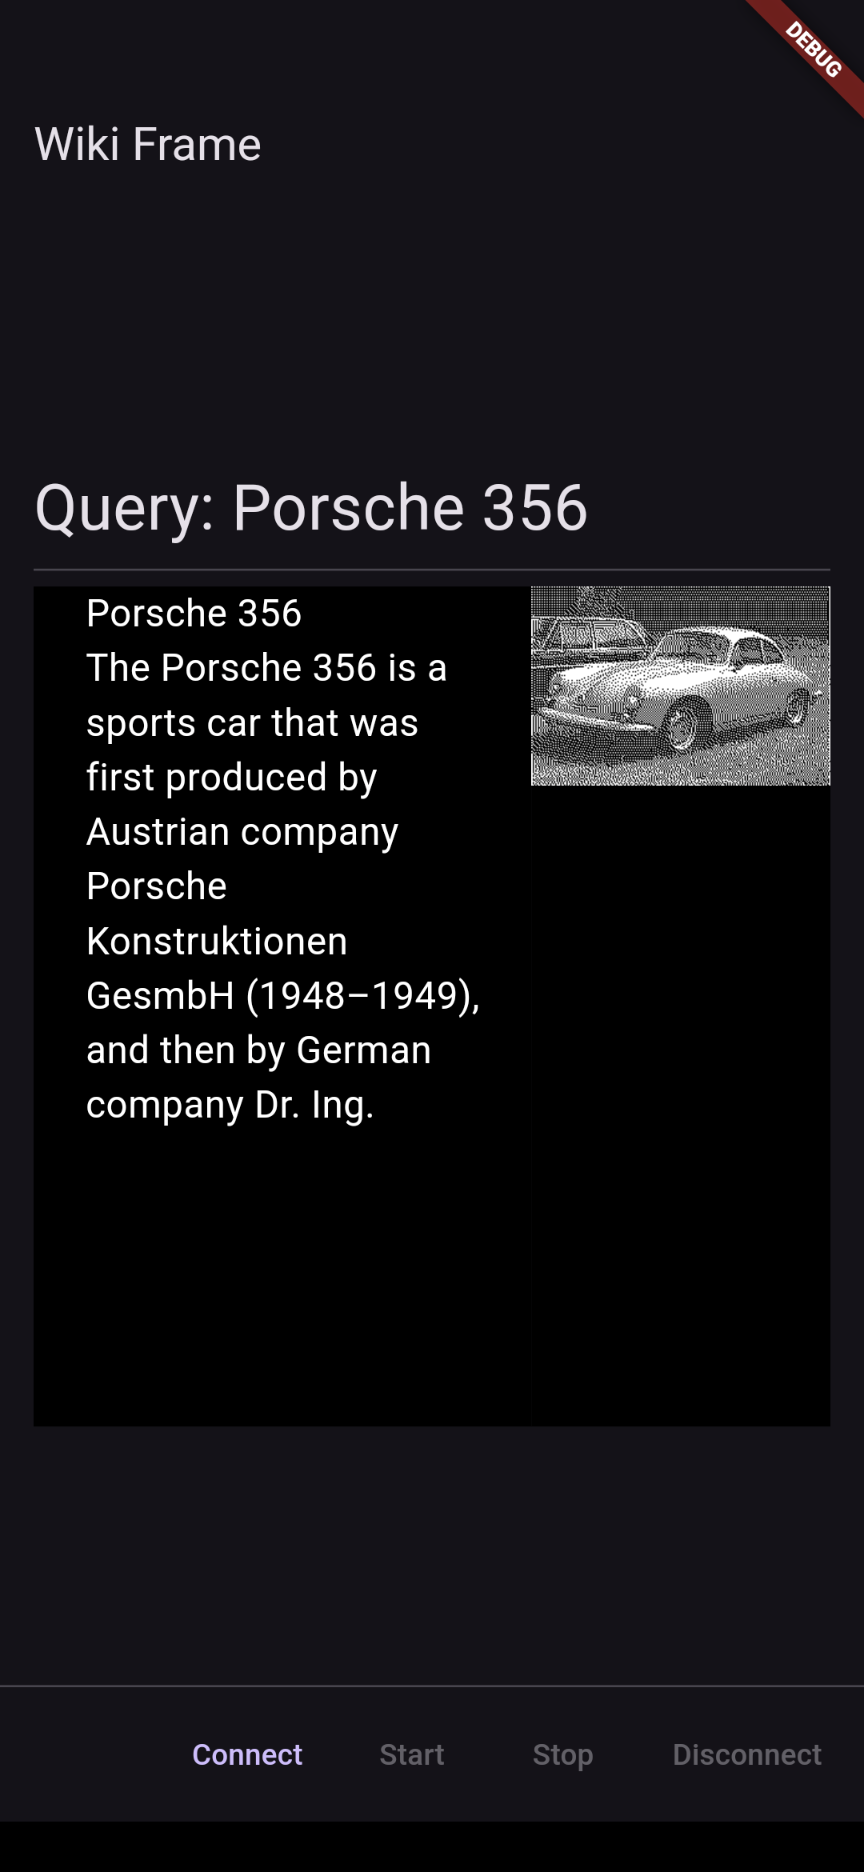 DEBUG
Wiki Frame
Query: Porsche 356
Porsche 356
The Porsche 356 is a
sports car that was
first produced by
Austrian company
Porsche
Konstruktionen
GesmbH (1948–1949),
and then by German
company Dr. Ing.
Connect Start Stop Disconnect